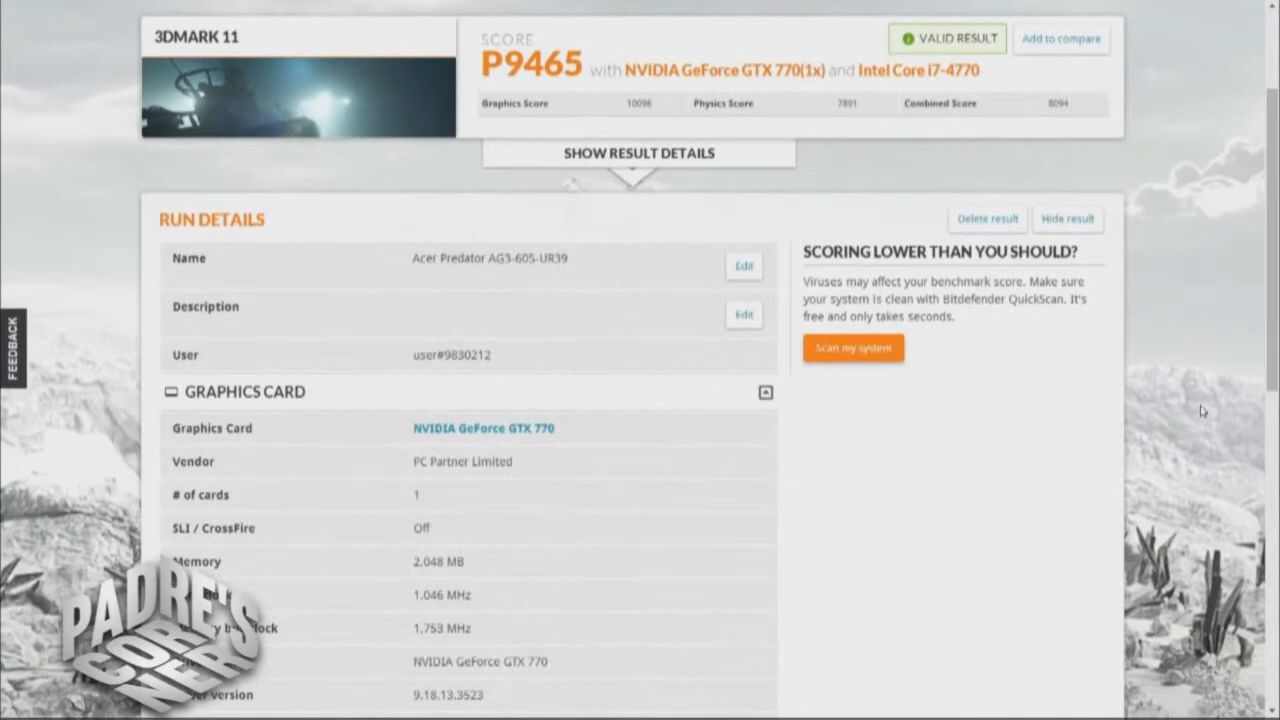 3DMARK 11
SCORE
P9465 with NVIDIA GeForce GTX 770(1x) and Intel Core i7-4770
VALID RESULT
Add to compare
Graphics Score 10096 Physics Score 7891 Combined Score 8094
SHOW RESULT DETAILS
RUN DETAILS
Delete result
Hide result
Name Acer Predator AG3-605-UR39 Edit
Description Edit
User user#9830212
SCORING LOWER THAN YOU SHOULD?
Viruses may affect your benchmark score. Make sure
your system is clean with Bitdefender QuickScan. It's
free and only takes seconds.
Scan my system
FEEDBACK
GRAPHICS CARD
Graphics Card NVIDIA GeForce GTX 770
Vendor PC Partner Limited
# of cards 1
SLI / CrossFire Off
Memory 2,048 MB
1,046 MHz
1,753 MHz
NVIDIA GeForce GTX 770
version 9.18.13.3523
PADRE'S
CORNER